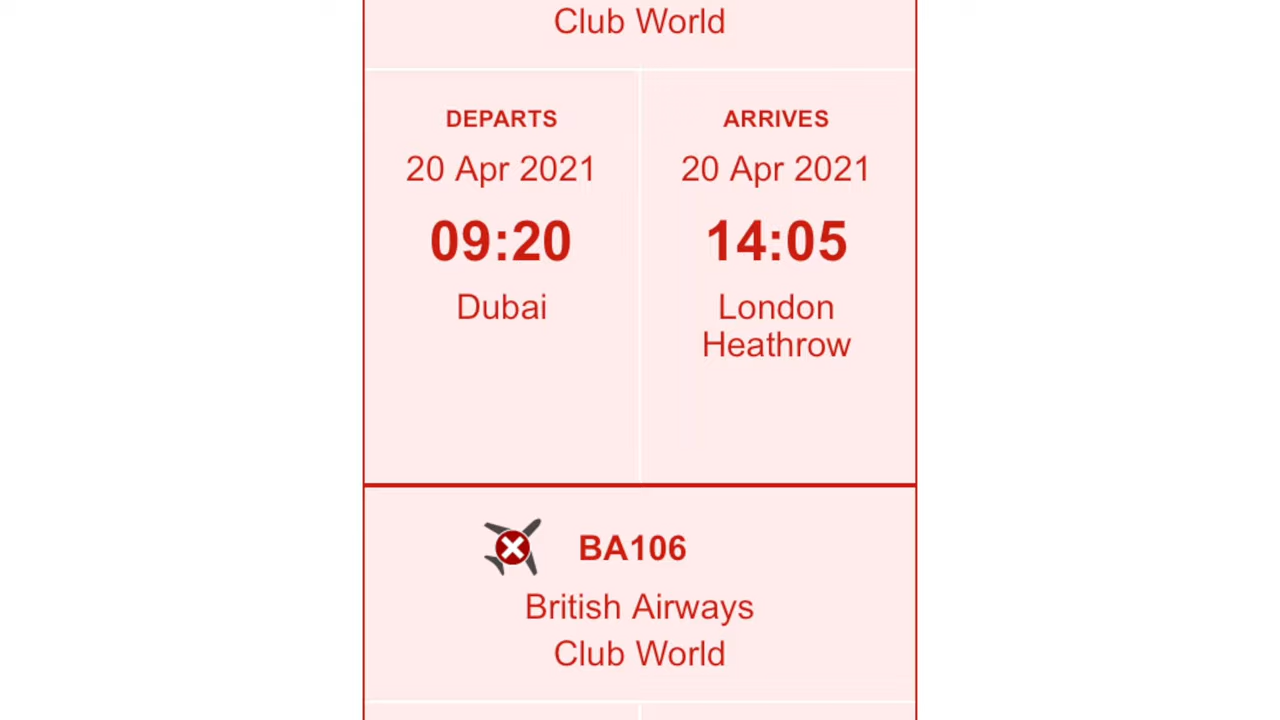 Club World
DEPARTS
20 Apr 2021
09:20
Dubai
ARRIVES
20 Apr 2021
14:05
London
Heathrow
BA106
British Airways
Club World